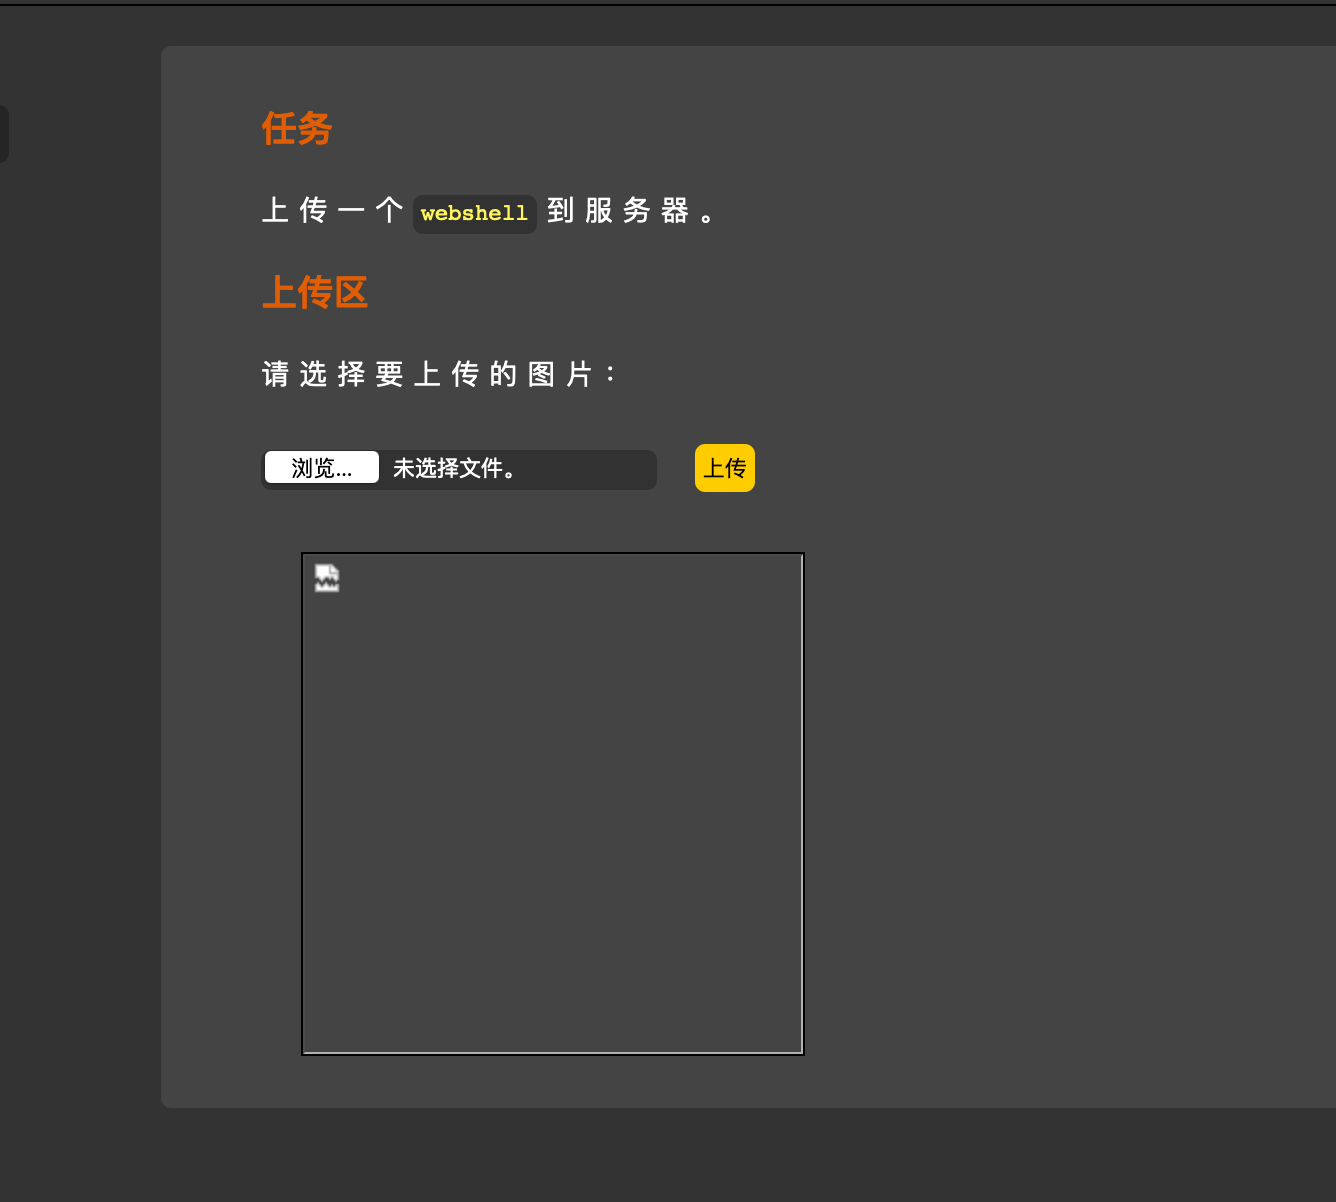 任务
上传一个 webshell 到服务器。
上传区
请选择要上传的图片：
浏览... 未选择文件。 上传